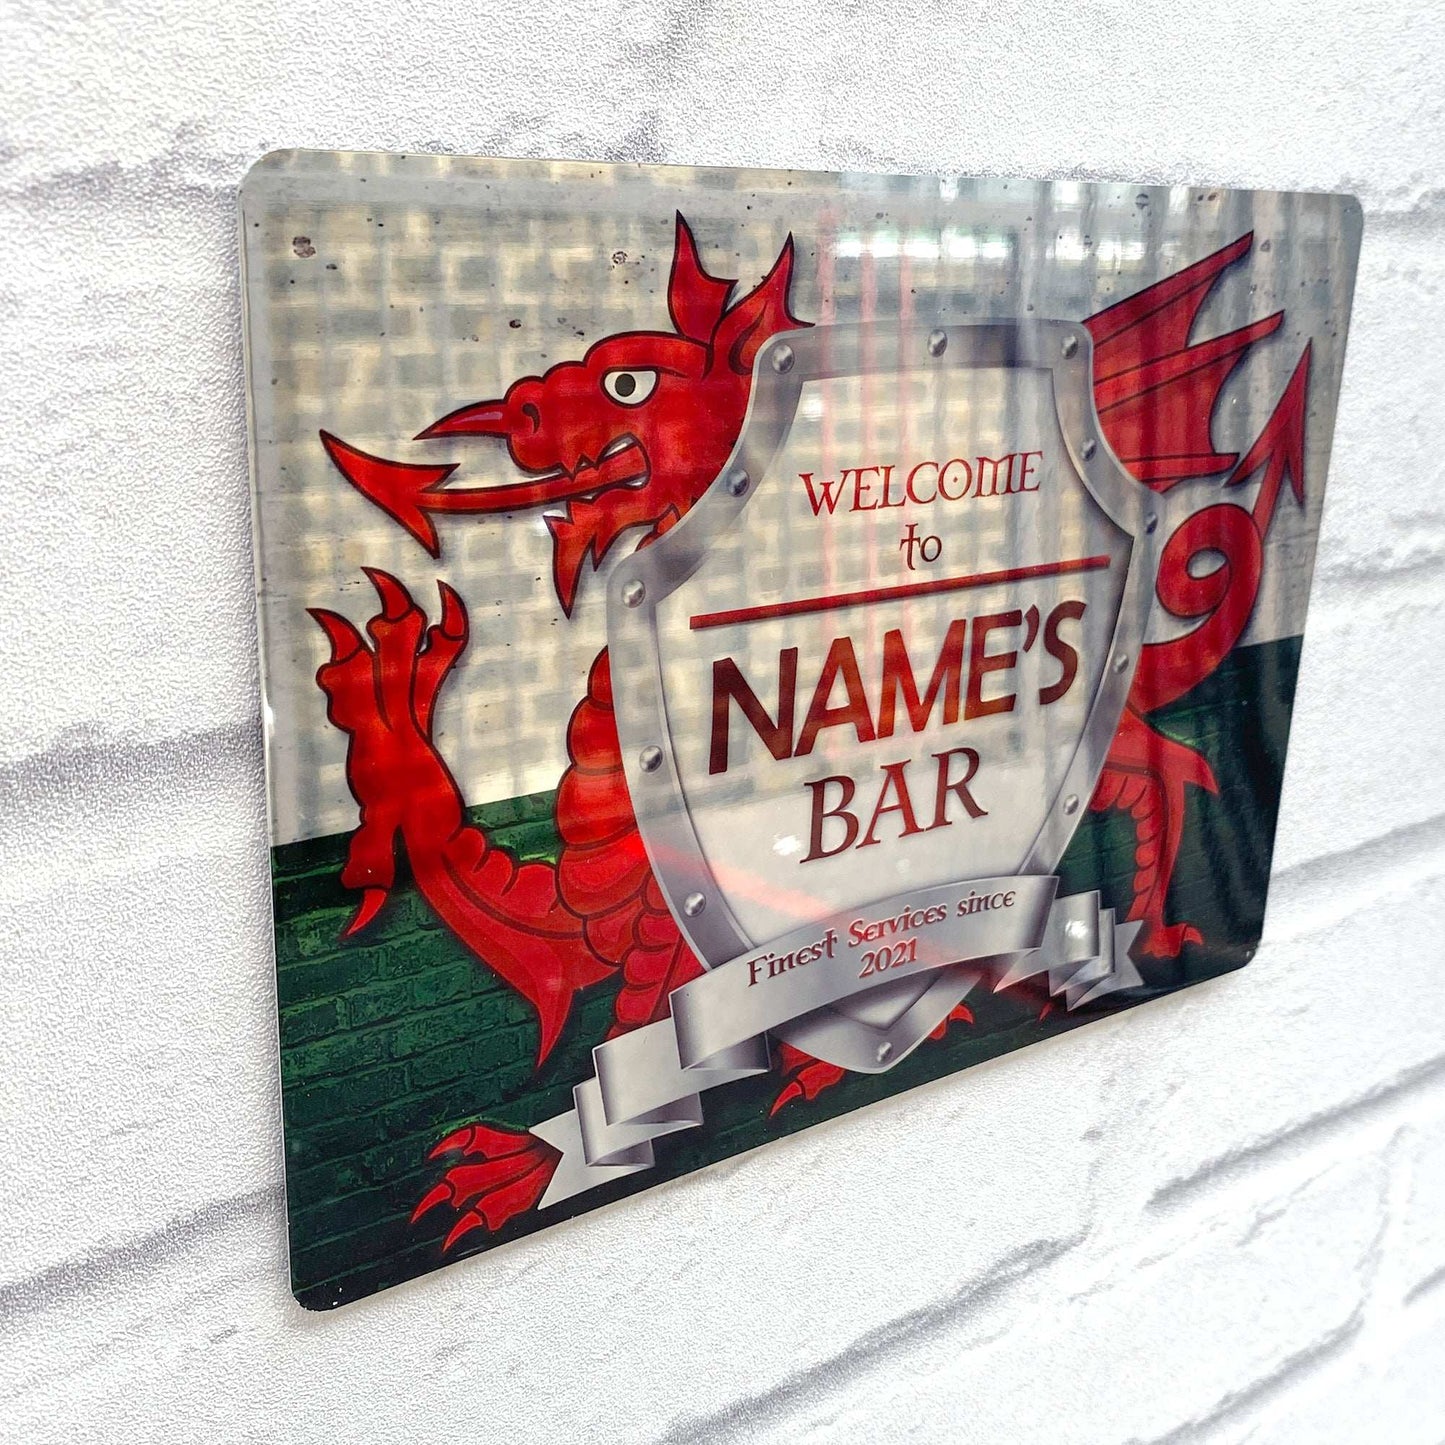 WELCOME
to
NAME'S
BAR
Finest Services since
2021